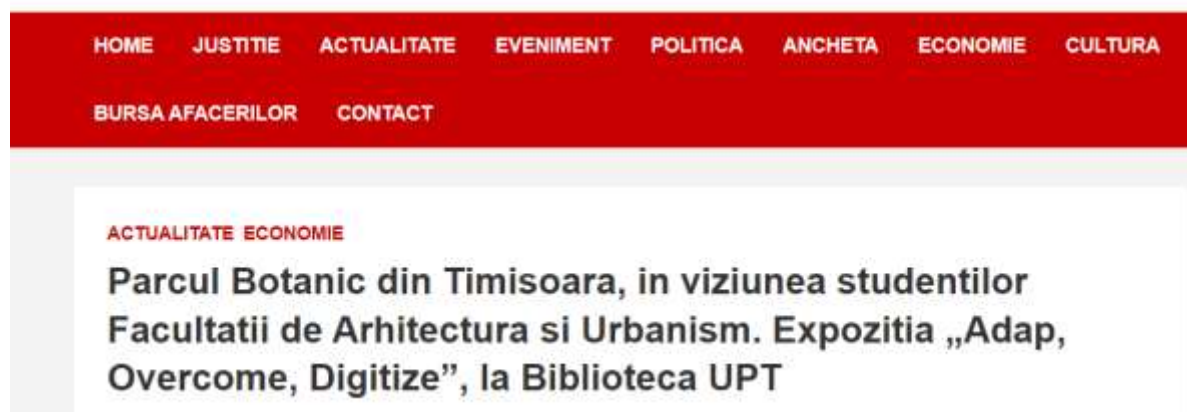 HOME JUSTITIE ACTUALITATE EVENIMENT POLITICA ANCHETA ECONOMIE CULTURA
BURSA AFACERILOR CONTACT
ACTUALITATE ECONOMIE
Parcul Botanic din Timisoara, in viziunea studentilor
Facultatii de Arhitectura si Urbanism. Expozitia „Adap,
Overcome, Digitize”, la Biblioteca UPT